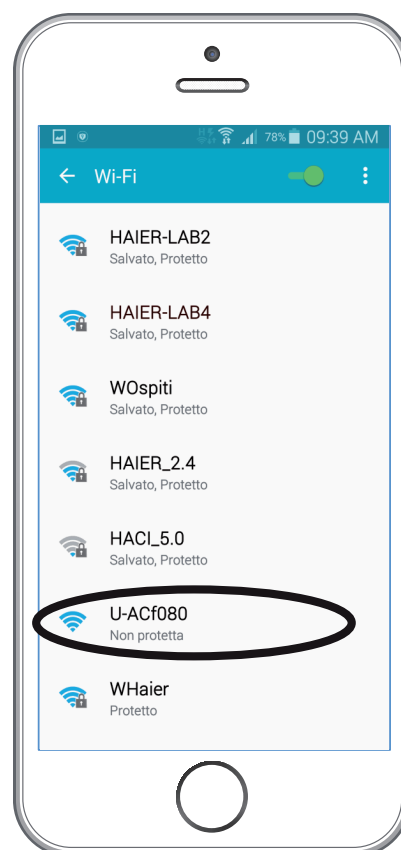 78% 09:39 AM
Wi-Fi
HAIER-LAB2
Salvato, Protetto
HAIER-LAB4
Salvato, Protetto
WOspiti
Salvato, Protetto
HAIER_2.4
Salvato, Protetto
HACI_5.0
Salvato, Protetto
U-ACf080
Non protetta
WHaier
Protetto